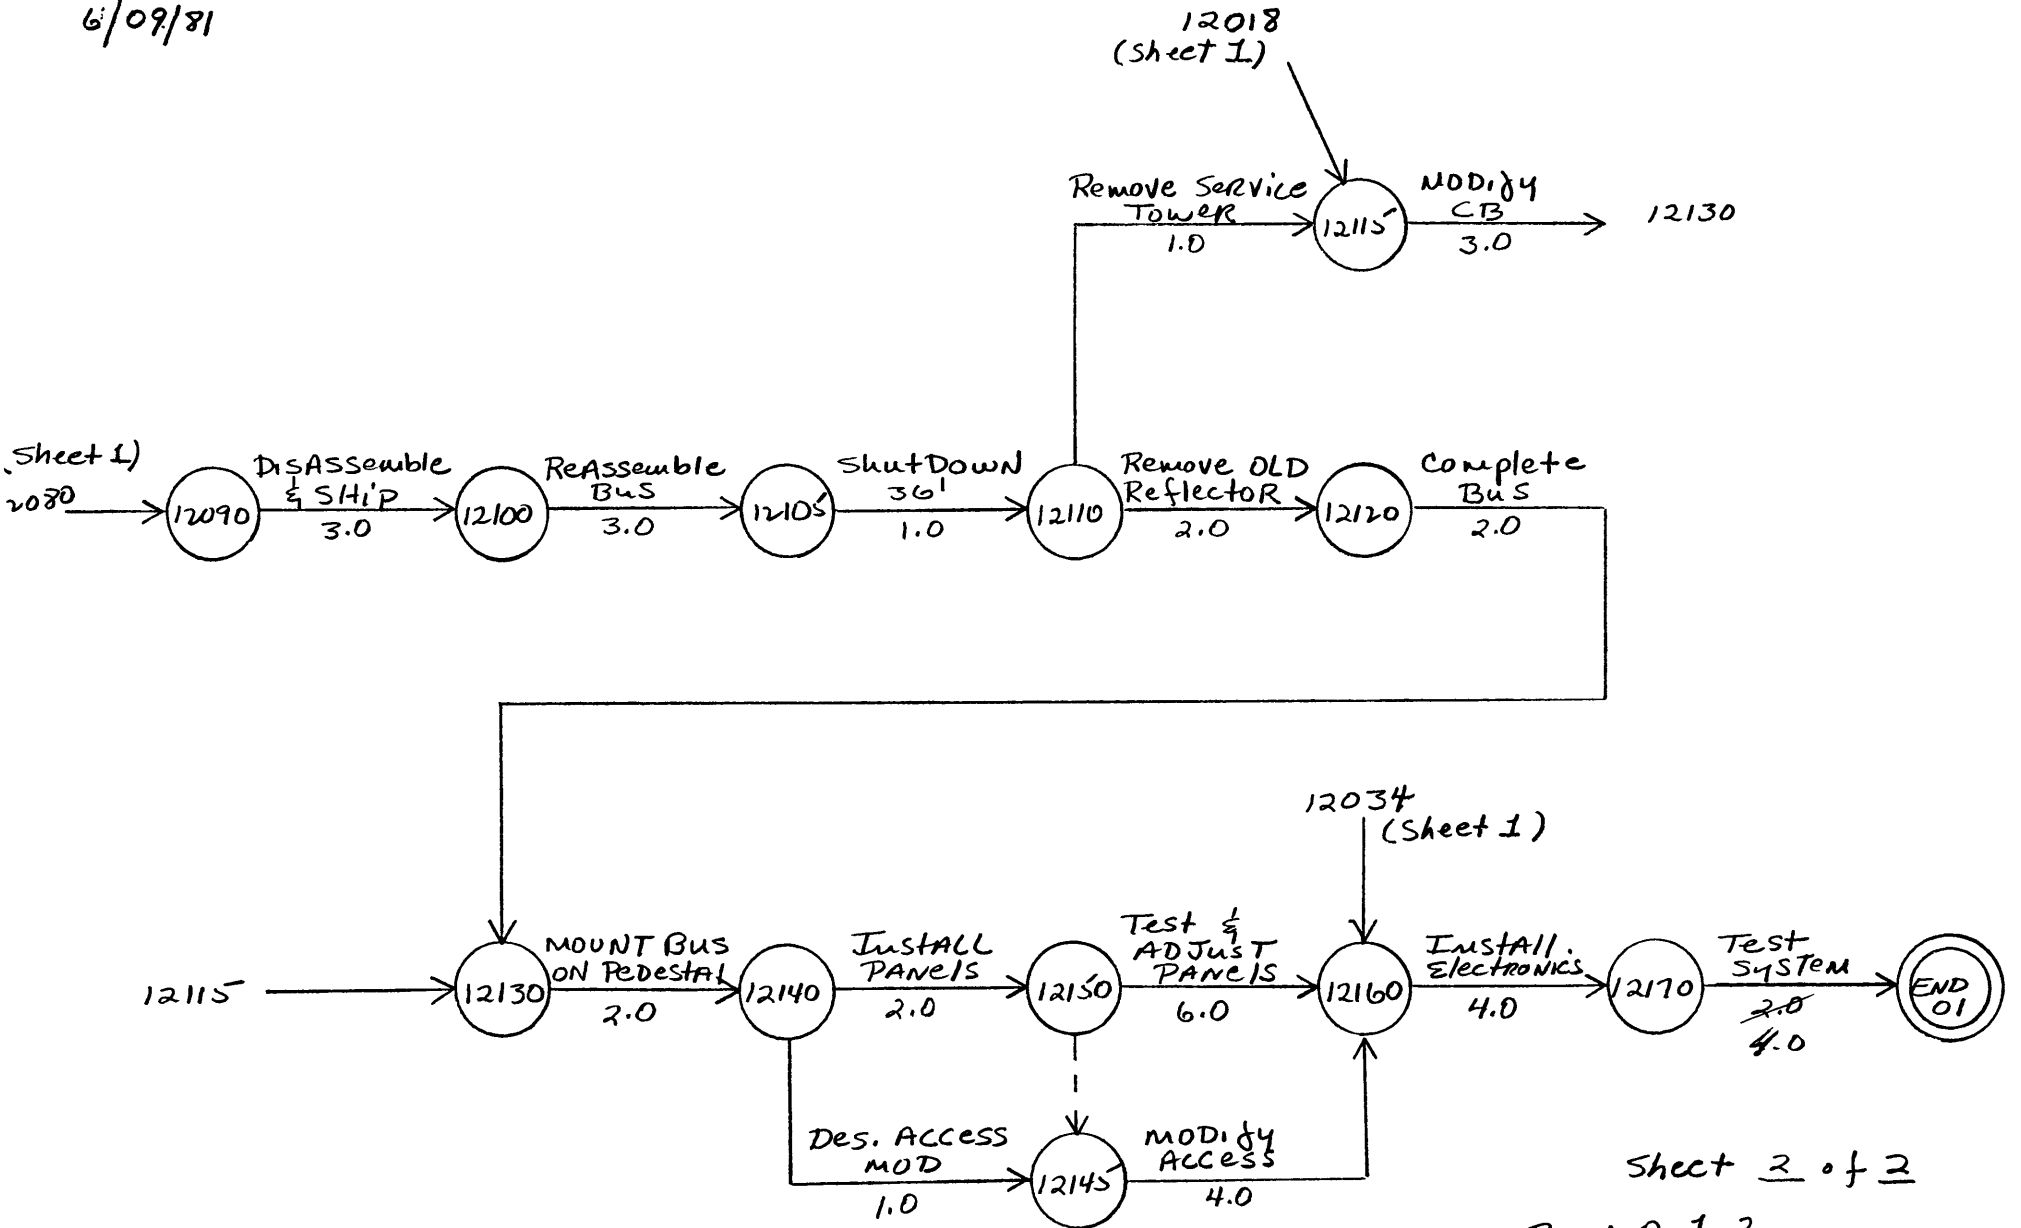 6/09/81
12018
(Sheet 1)
Remove Service
Tower
1.0
12115
Modify
CB
3.0
12130
Sheet 1)
2080
12090
DisAssemble
& Ship
3.0
12100
ReAssemble
Bus
3.0
12105
ShutDown
36'
1.0
12110
Remove OLD
Reflector
2.0
12120
Complete
Bus
2.0
12034
(Sheet 1)
12115
12130
MOUNT Bus
ON PeDestAl
2.0
12140
InstALL
PAnels
2.0
12150
Test &
ADJusT
PAnels
6.0
12160
InstAll.
ElectRONICS
4.0
12170
Test
SySTem
2.0
4.0
END
01
Des. Access
MOD
1.0
12145
MODify
Access
4.0
Sheet 2 of 2